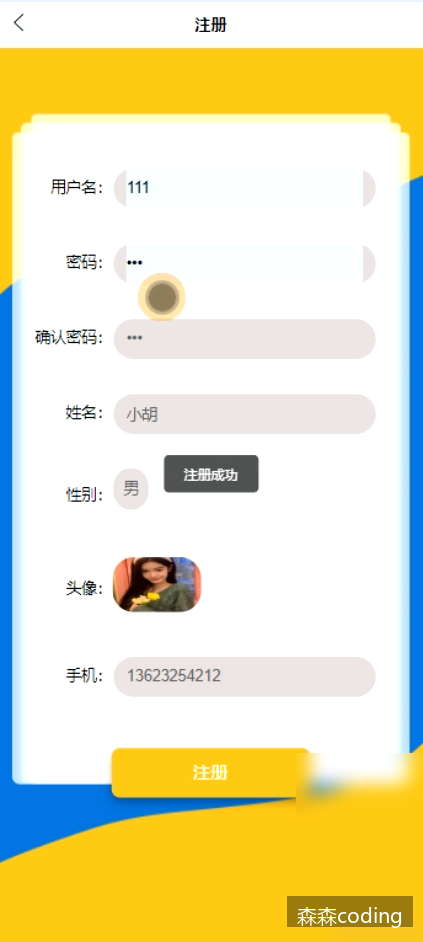 注册
用户名: 111
密码: •••
确认密码: •••
姓名: 小胡
注册成功
性别: 男
头像:
手机: 13623254212
注册
森森coding